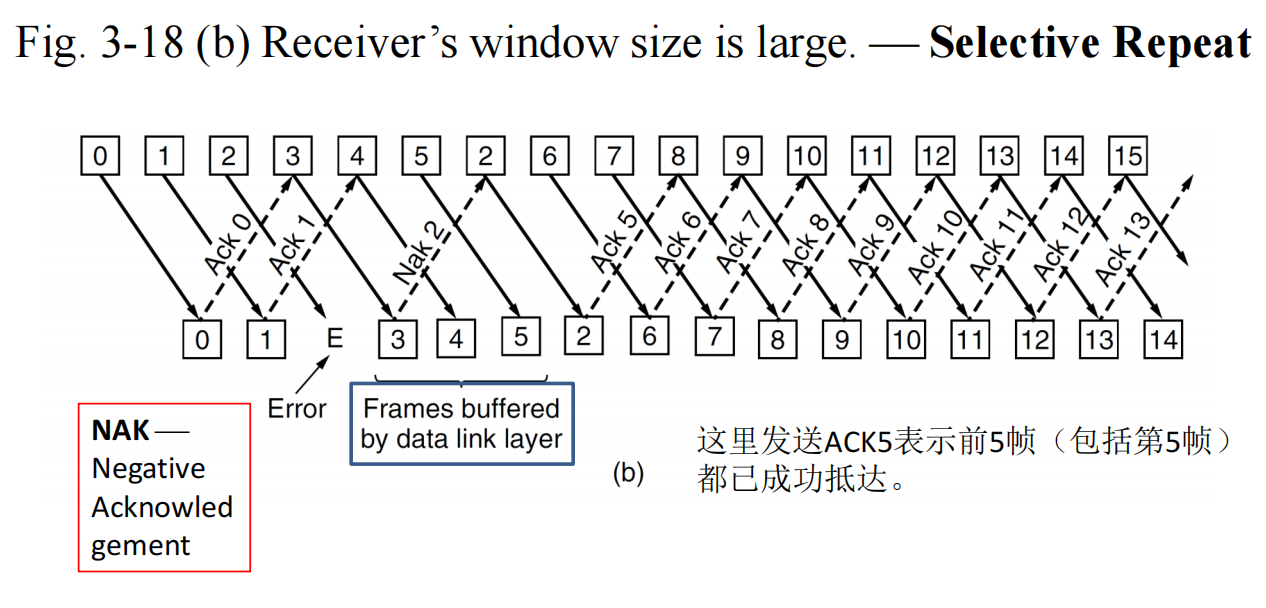 Fig. 3-18 (b) Receiver’s window size is large. — Selective Repeat
0 1 2 3 4 5 2 6 7 8 9 10 11 12 13 14 15
Ack 0 Ack 1 Nak 2 Ack 5 Ack 6 Ack 7 Ack 8 Ack 9 Ack 10 Ack 11 Ack 12 Ack 13
0 1 E 3 4 5 2 6 7 8 9 10 11 12 13 14
Error
Frames buffered
by data link layer
NAK —
Negative
Acknowled
gement
(b)
这里发送ACK5表示前5帧（包括第5帧）
都已成功抵达。